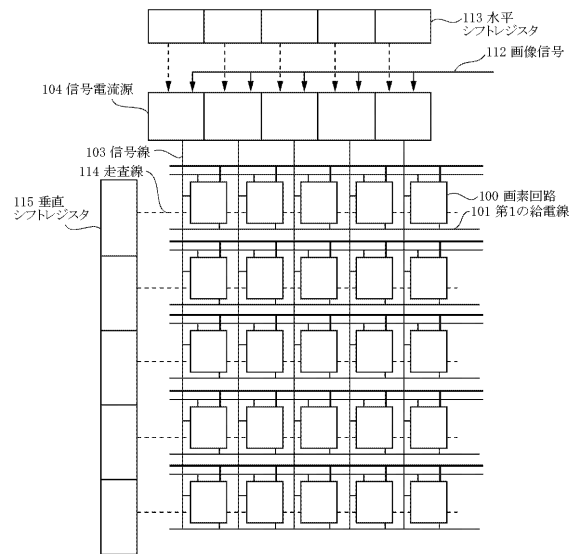 113 水平
シフトレジスタ
112 画像信号
104 信号電流源
103 信号線
114 走査線
115 垂直
シフトレジスタ
100 画素回路
101 第1の給電線